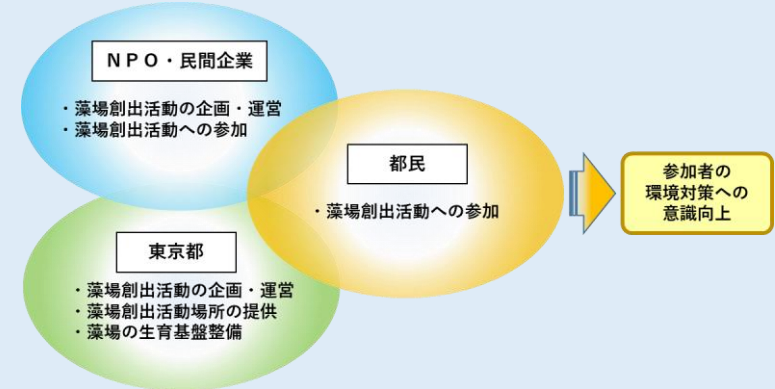 NPO・民間企業
・藻場創出活動の企画・運営
・藻場創出活動への参加
都民
・藻場創出活動への参加
東京都
・藻場創出活動の企画・運営
・藻場創出活動場所の提供
・藻場の生育基盤整備
参加者の
環境対策への
意識向上